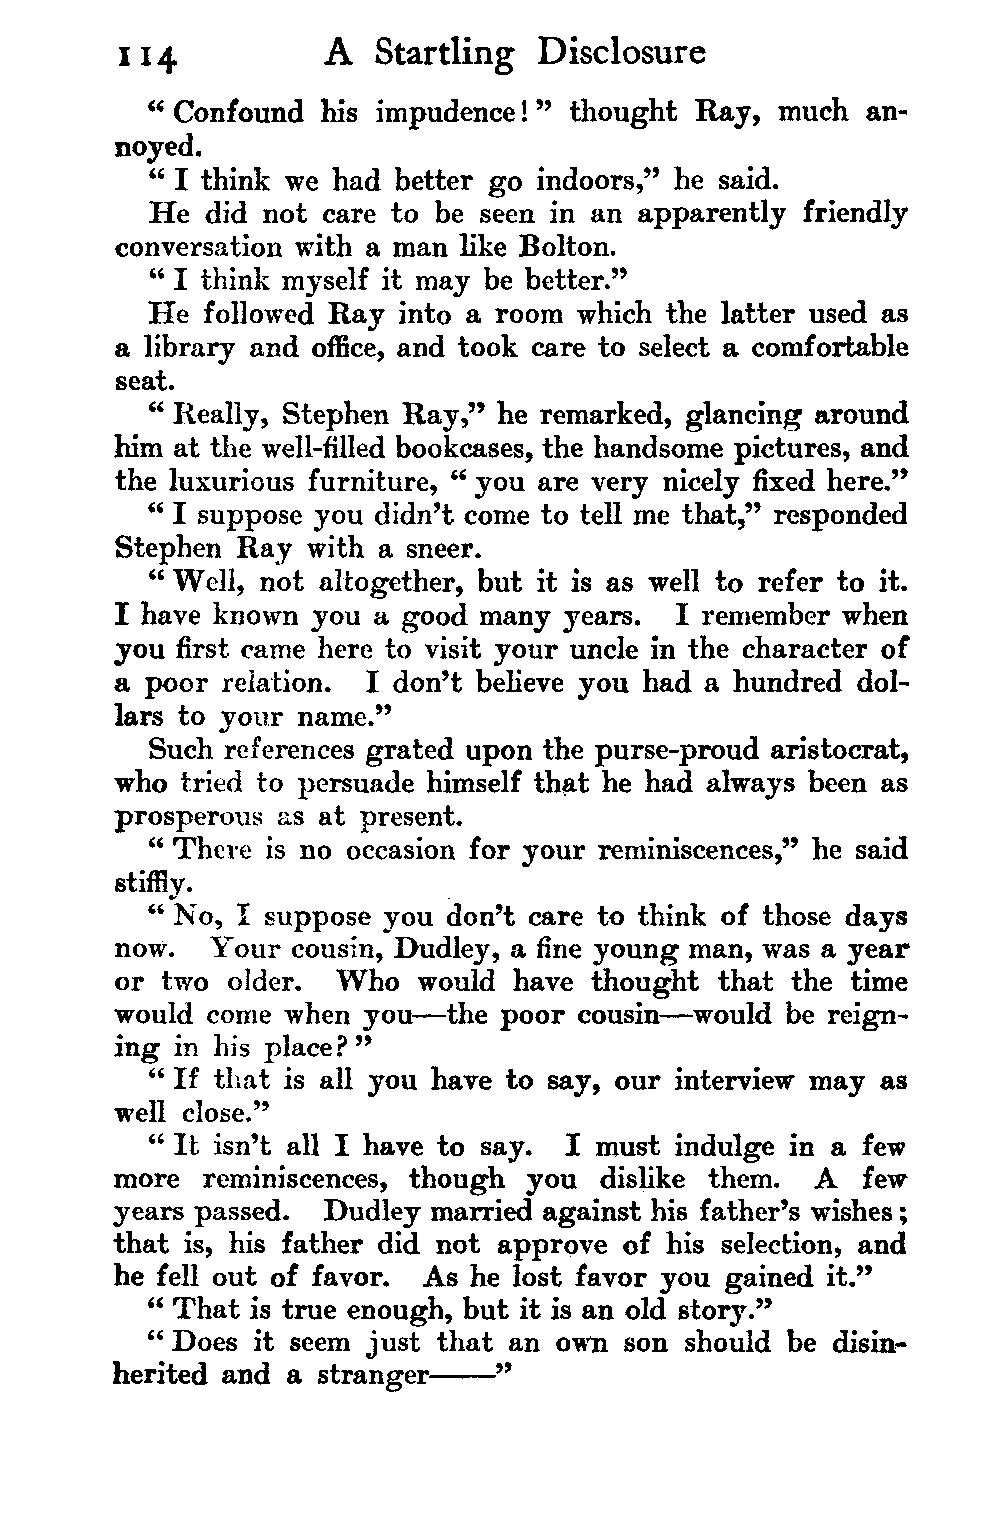 114 A Startling Disclosure
“ Confound his impudence! ” thought Ray, much an-
noyed.
“ I think we had better go indoors,” he said.
He did not care to be seen in an apparently friendly
conversation with a man like Bolton.
“ I think myself it may be better.”
He followed Ray into a room which the latter used as
a library and office, and took care to select a comfortable
seat.
“ Really, Stephen Ray,” he remarked, glancing around
him at the well-filled bookcases, the handsome pictures, and
the luxurious furniture, “ you are very nicely fixed here.”
“ I suppose you didn’t come to tell me that,” responded
Stephen Ray with a sneer.
“ Well, not altogether, but it is as well to refer to it.
I have known you a good many years. I remember when
you first came here to visit your uncle in the character of
a poor relation. I don’t believe you had a hundred dol-
lars to your name.”
Such references grated upon the purse-proud aristocrat,
who tried to persuade himself that he had always been as
prosperous as at present.
“ There is no occasion for your reminiscences,” he said
stiffly.
“ No, I suppose you don’t care to think of those days
now. Your cousin, Dudley, a fine young man, was a year
or two older. Who would have thought that the time
would come when you—the poor cousin—would be reign-
ing in his place? ”
“ If that is all you have to say, our interview may as
well close.”
“ It isn’t all I have to say. I must indulge in a few
more reminiscences, though you dislike them. A few
years passed. Dudley married against his father’s wishes ;
that is, his father did not approve of his selection, and
he fell out of favor. As he lost favor you gained it.”
“ That is true enough, but it is an old story.”
“ Does it seem just that an own son should be disin-
herited and a stranger——”